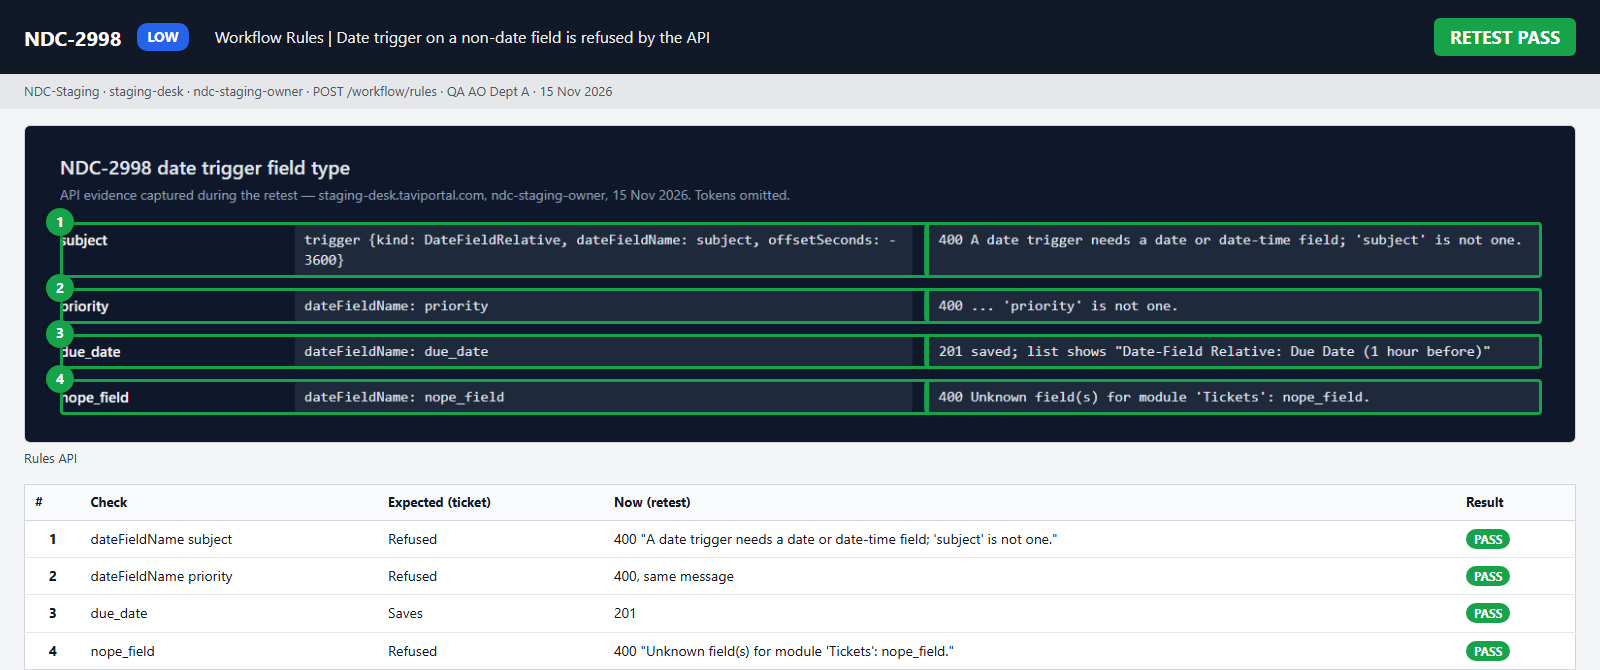 NDC-2998 LOW Workflow Rules | Date trigger on a non-date field is refused by the API RETEST PASS
NDC-Staging · staging-desk · ndc-staging-owner · POST /workflow/rules · QA AO Dept A · 15 Nov 2026
NDC-2998 date trigger field type
API evidence captured during the retest — staging-desk.taviportal.com, ndc-staging-owner, 15 Nov 2026. Tokens omitted.
1
subject trigger {kind: DateFieldRelative, dateFieldName: subject, offsetSeconds: - 400 A date trigger needs a date or date-time field; 'subject' is not one.
3600}
2
priority dateFieldName: priority 400 ... 'priority' is not one.
3
due_date dateFieldName: due_date 201 saved; list shows "Date-Field Relative: Due Date (1 hour before)"
4
nope_field dateFieldName: nope_field 400 Unknown field(s) for module 'Tickets': nope_field.
Rules API
# Check Expected (ticket) Now (retest) Result
1 dateFieldName subject Refused 400 "A date trigger needs a date or date-time field; 'subject' is not one." PASS
2 dateFieldName priority Refused 400, same message PASS
3 due_date Saves 201 PASS
4 nope_field Refused 400 "Unknown field(s) for module 'Tickets': nope_field." PASS